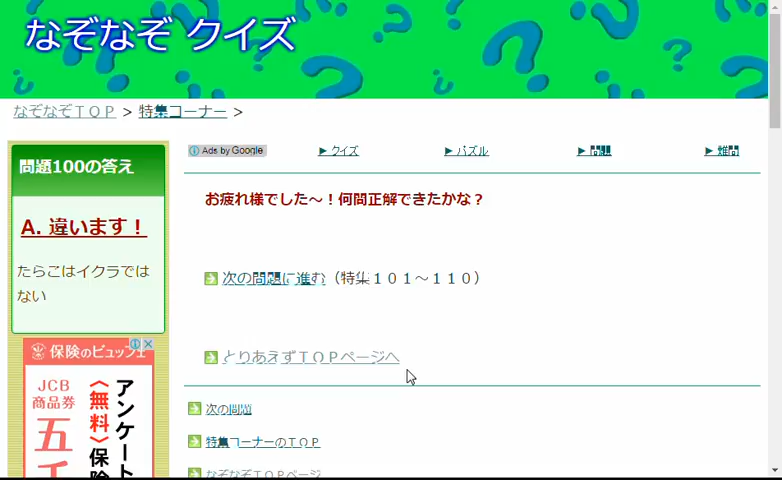 なぞなぞ クイズ
なぞなぞＴＯＰ > 特集コーナー >
Ads by Google
▶ クイズ
▶ パズル
▶ 問題
▶ 難問
問題100の答え
A. 違います！
たらこはイクラでは
ない
お疲れ様でした～！何問正解できたかな？
次の問題に進む（特集１０１～１１０）
とりあえずＴＯＰページへ
次の問題
特集コーナーのＴＯＰ
なぞなぞＴＯＰページ
保険のビュッフェ
JCB
商品券
五千
〈無料〉保険
アンケート